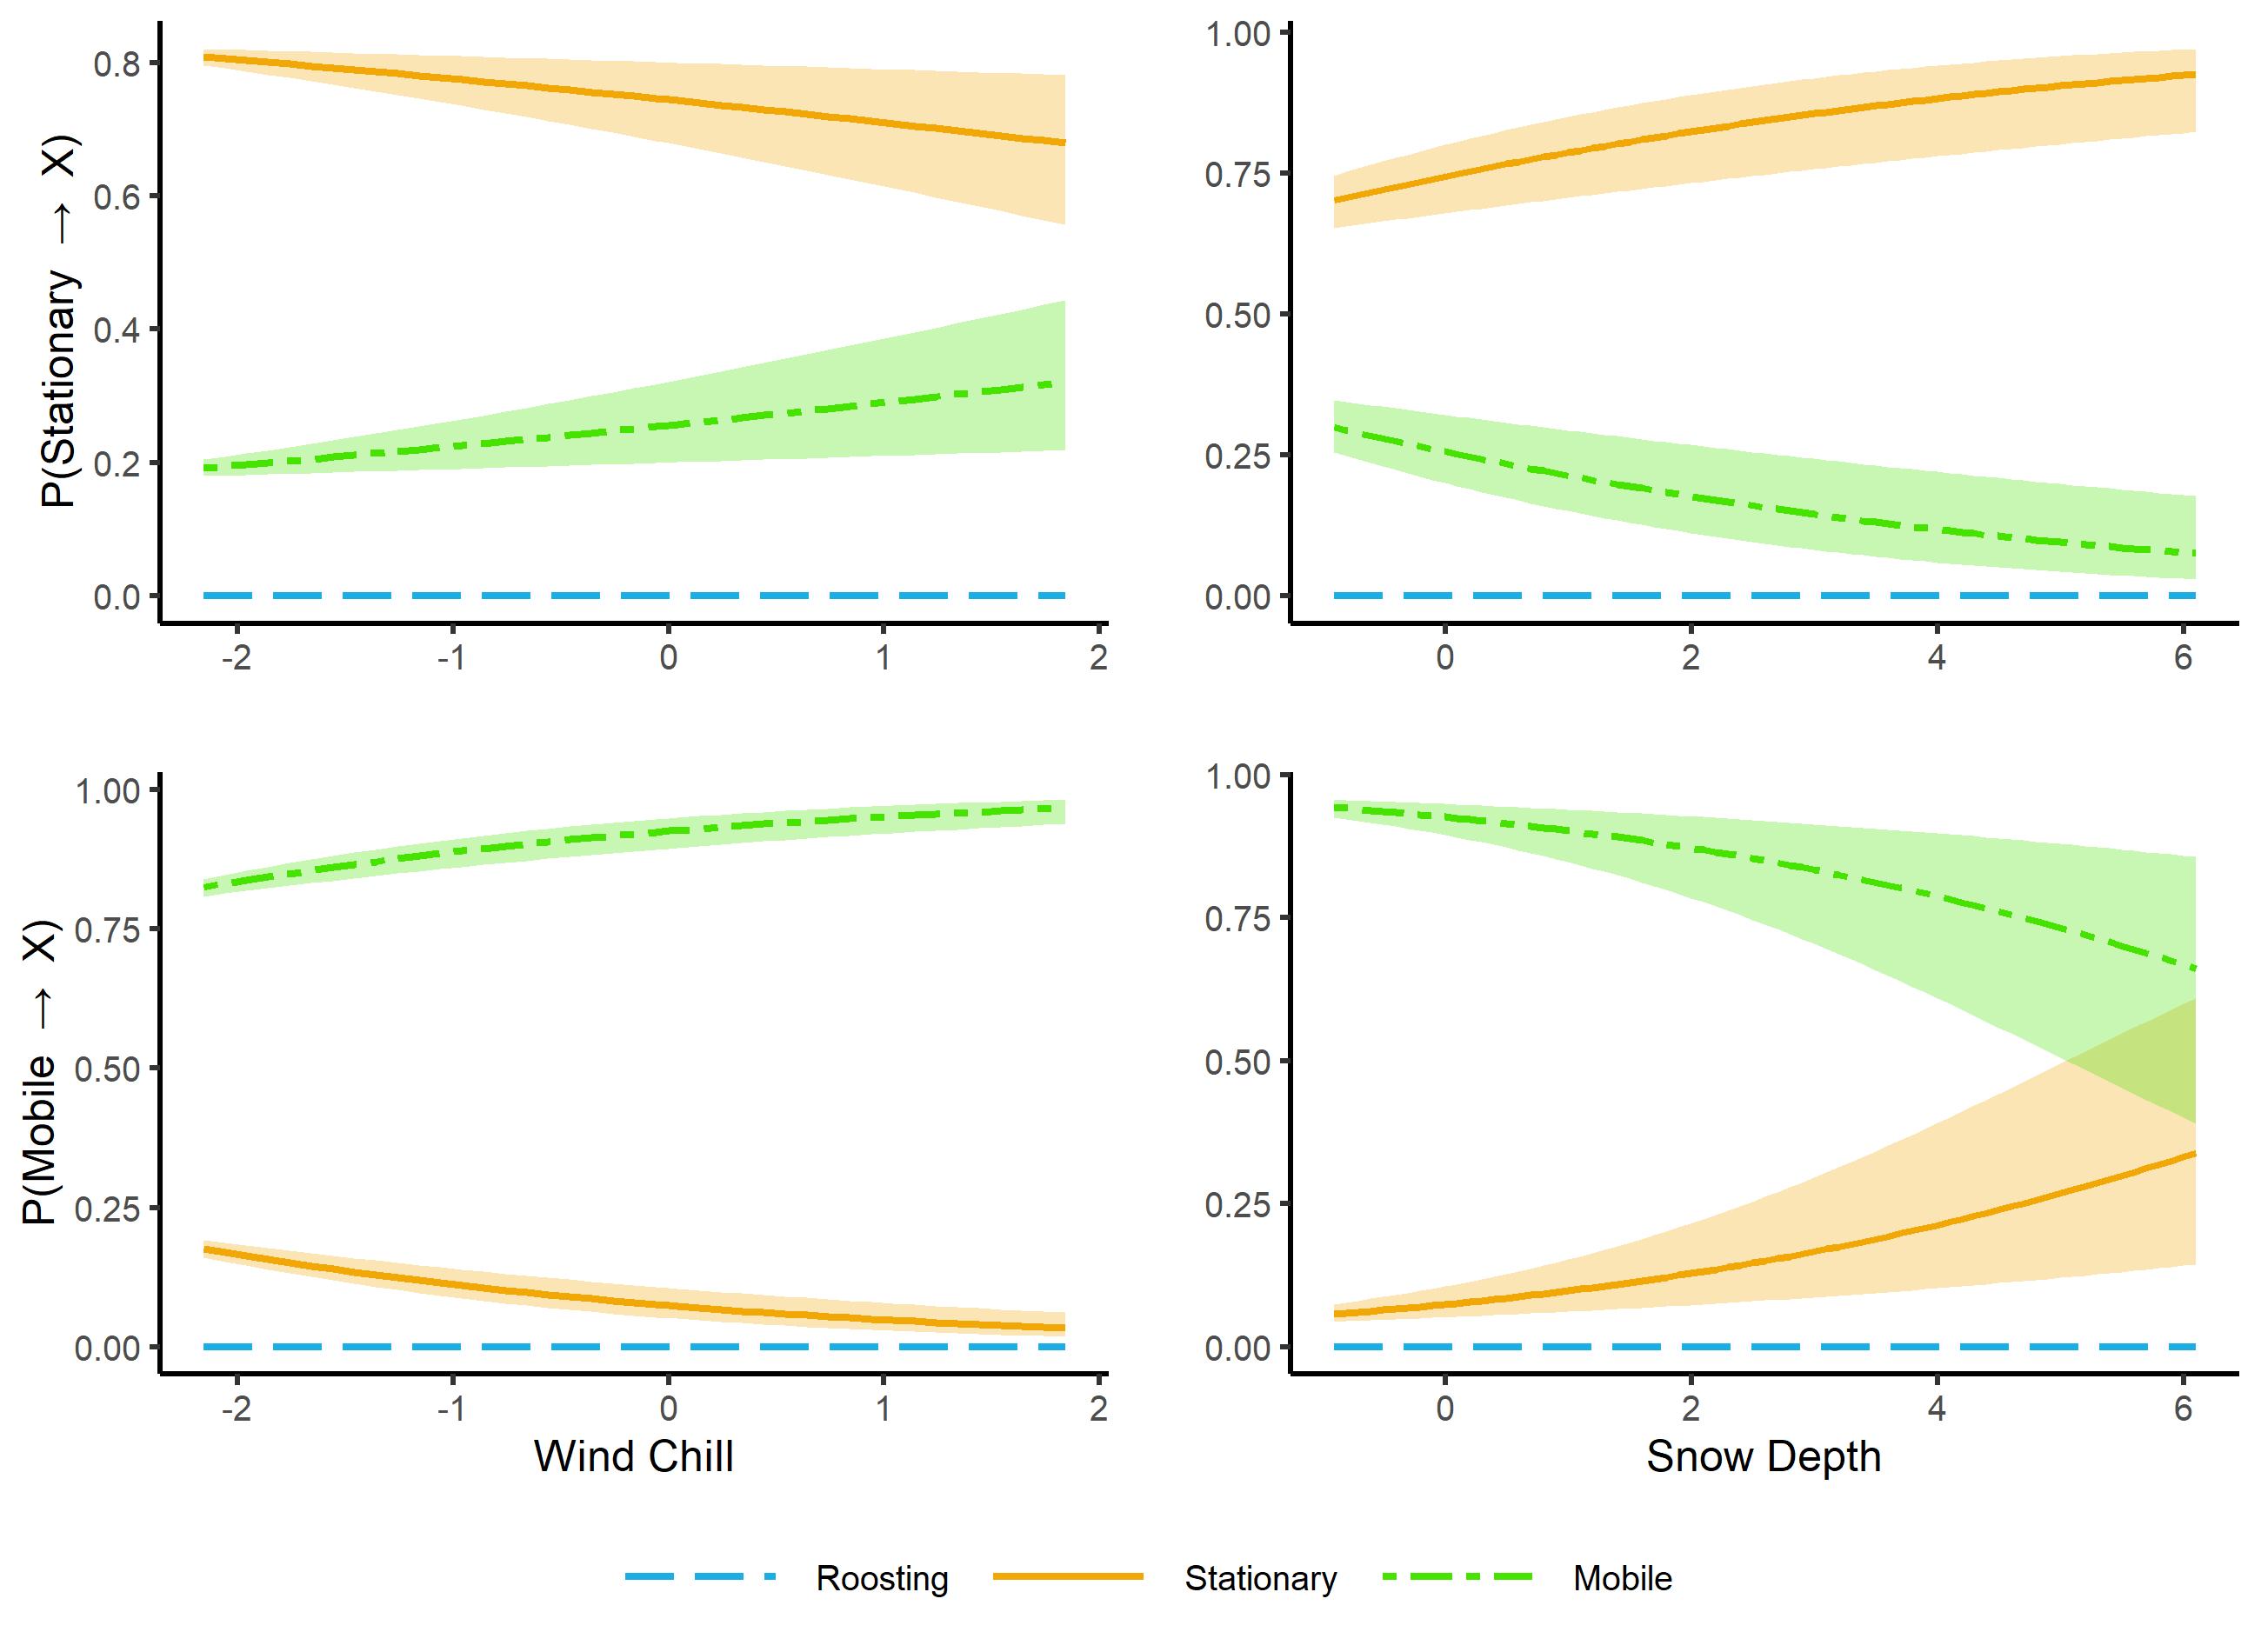 P(Stationary → X)
0.8
0.6
0.4
0.2
0.0
-2 -1 0 1 2
1.00
0.75
0.50
0.25
0.00
0 2 4 6
P(Mobile → X)
1.00
0.75
0.50
0.25
0.00
-2 -1 0 1 2
Wind Chill
1.00
0.75
0.50
0.25
0.00
0 2 4 6
Snow Depth
Roosting Stationary Mobile